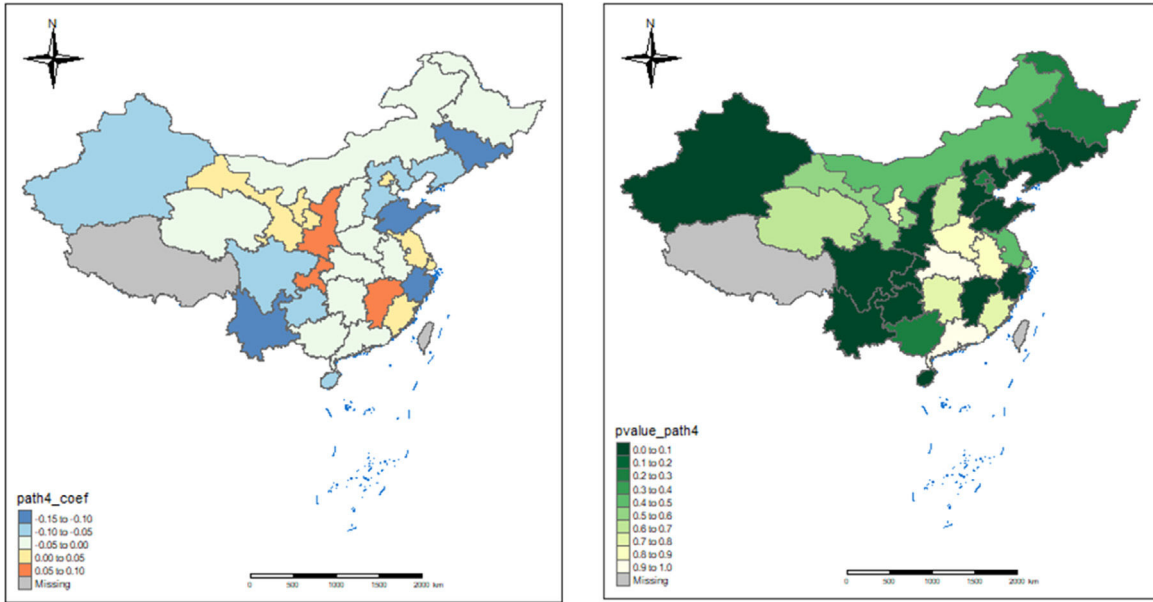 N
path4_coef
-0.15 to -0.10
-0.10 to -0.05
-0.05 to 0.00
0.00 to 0.05
0.05 to 0.10
Missing
0 500 1000 1500 2000 km
N
pvalue_path4
0.0 to 0.1
0.1 to 0.2
0.2 to 0.3
0.3 to 0.4
0.4 to 0.5
0.5 to 0.6
0.6 to 0.7
0.7 to 0.8
0.8 to 0.9
0.9 to 1.0
Missing
0 500 1000 1500 2000 km